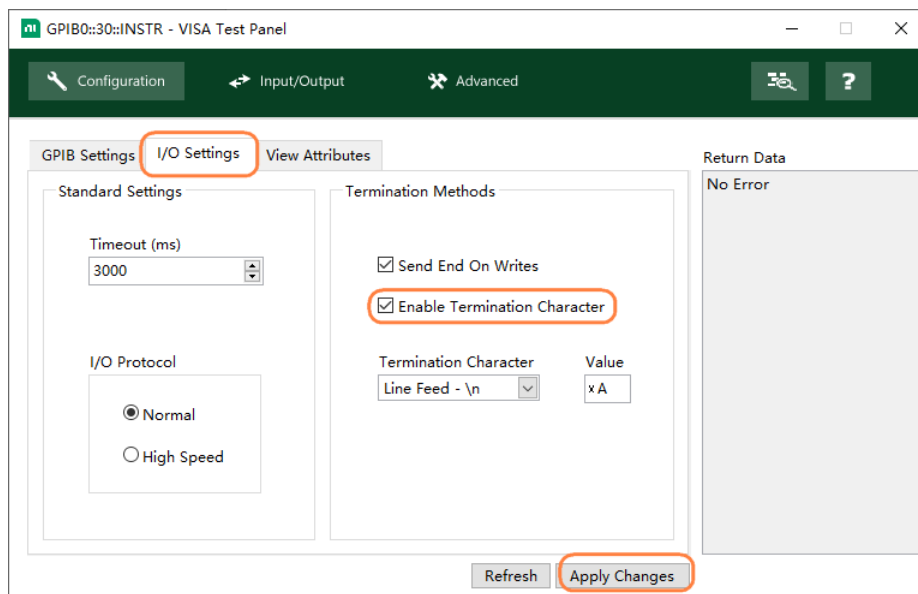 GPIB0::30::INSTR - VISA Test Panel
Configuration
Input/Output
Advanced
?
GPIB Settings
I/O Settings
View Attributes
Return Data
No Error
Standard Settings
Timeout (ms)
3000
I/O Protocol
Normal
High Speed
Termination Methods
Send End On Writes
Enable Termination Character
Termination Character
Value
Line Feed - \n
x A
Refresh
Apply Changes